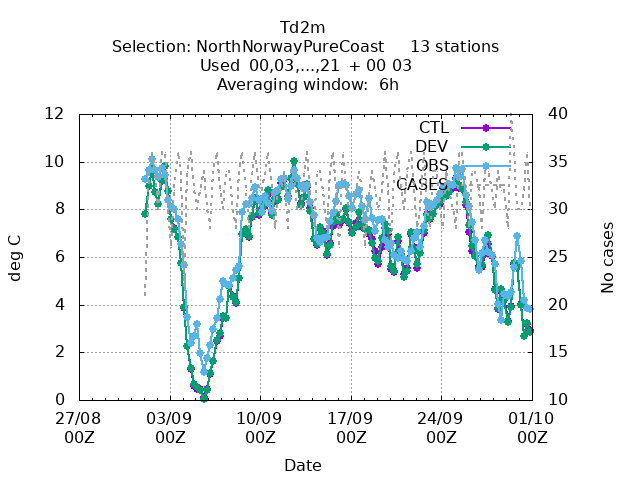 Td2m
Selection: NorthNorwayPureCoast 13 stations
Used 00,03,...,21 + 00 03
Averaging window: 6h
12 40
CTL
DEV
10 35
OBS
CASES
8 30
deg C
6 25
No cases
4 20
2 15
0 10
27/08 03/09 10/09 17/09 24/09 01/10
00Z 00Z 00Z 00Z 00Z 00Z
Date